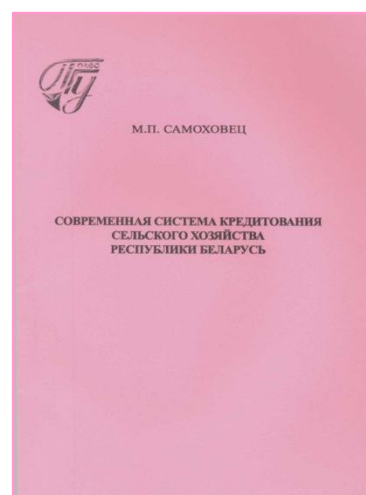 М.П. САМОХОВЕЦ
СОВРЕМЕННАЯ СИСТЕМА КРЕДИТОВАНИЯ
СЕЛЬСКОГО ХОЗЯЙСТВА
РЕСПУБЛИКИ БЕЛАРУСЬ